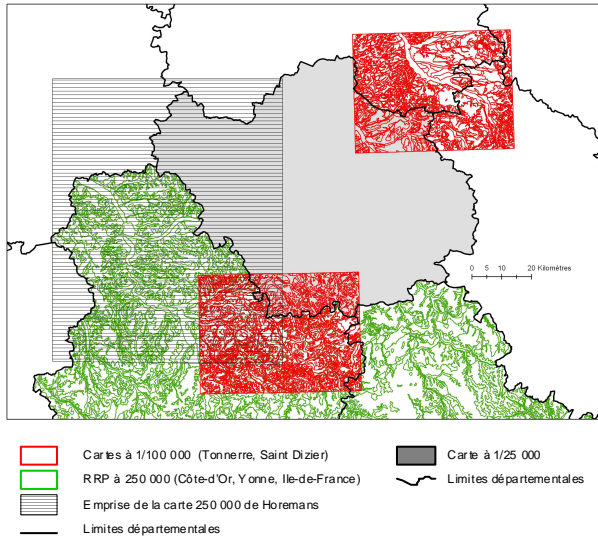 0 5 10 20 Kilomètres
Cartes à 1/100 000 (Tonnerre, Saint Dizier)
Carte à 1/25 000
RRP à 250 000 (Côte-d'Or, Yonne, Ile-de-France)
Limites départementales
Emprise de la carte 250 000 de Horemans
Limites départementales